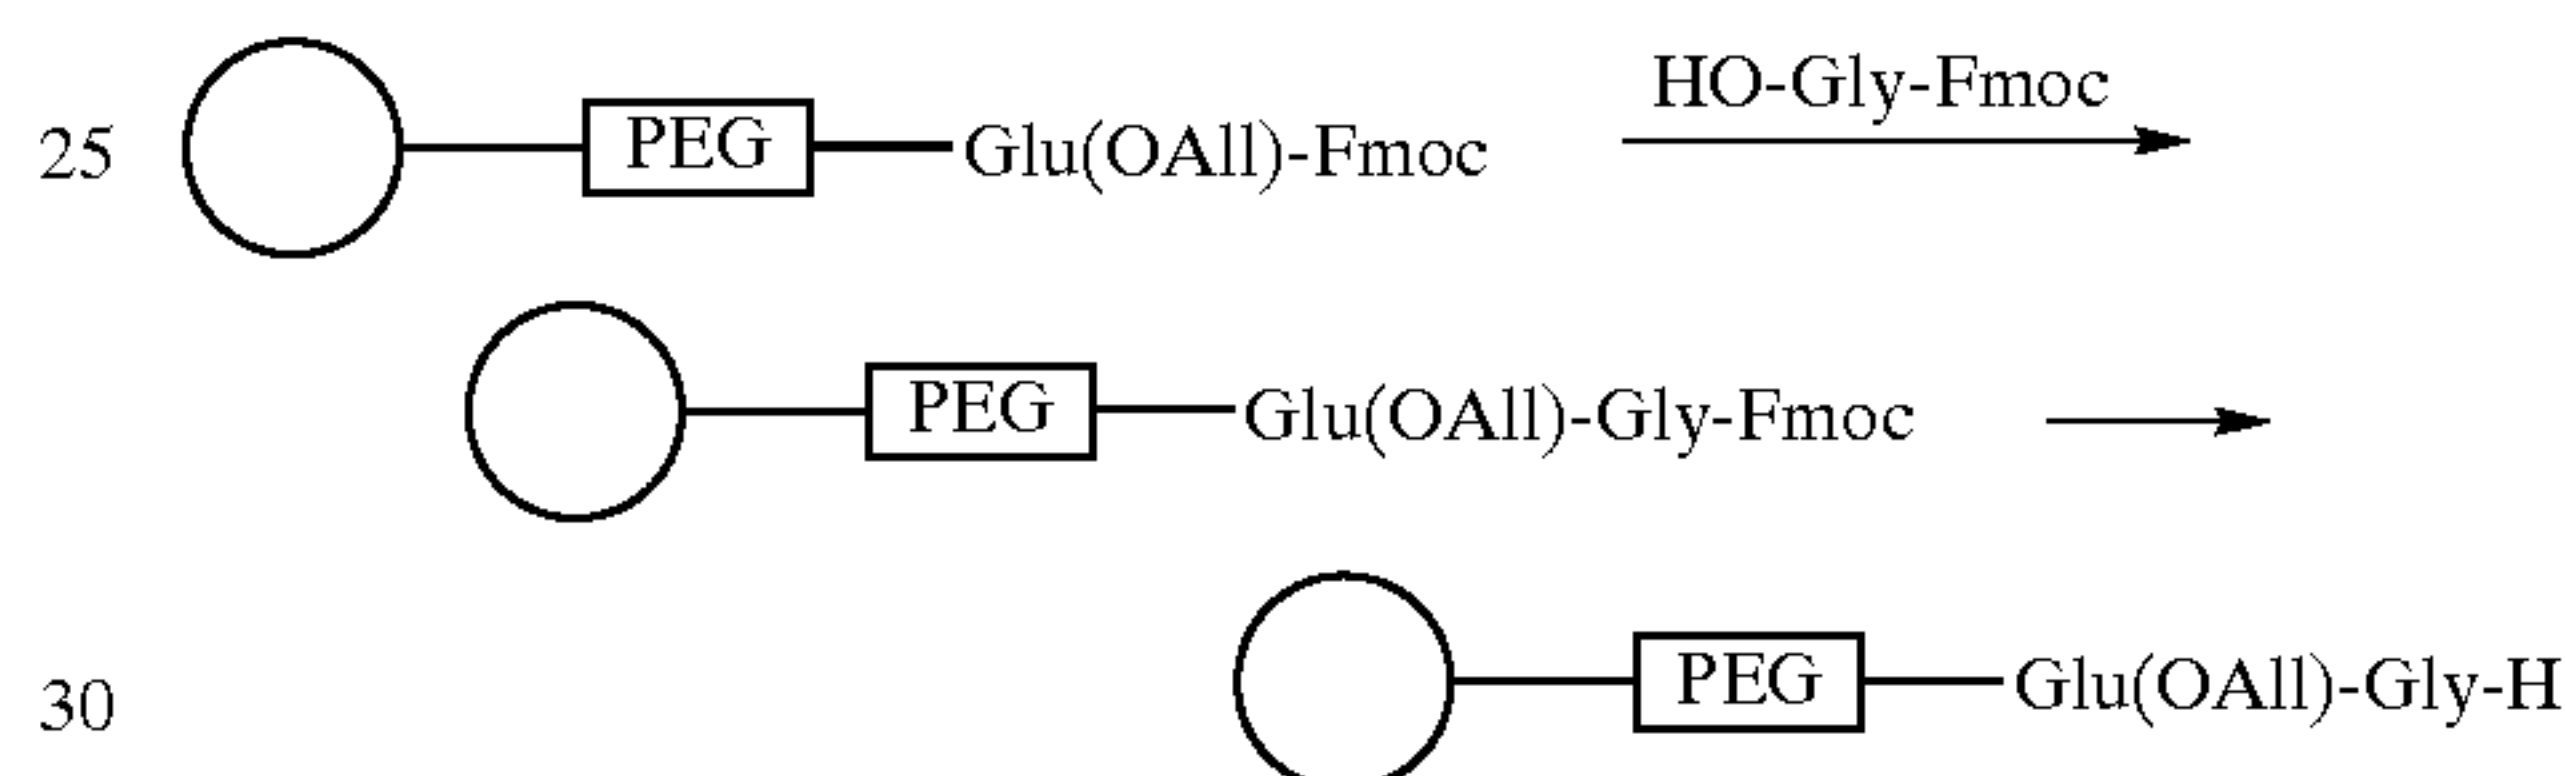 HO-Gly-Fmoc
25 PEG Glu(OAll)-Fmoc
PEG Glu(OAll)-Gly-Fmoc
30 PEG Glu(OAll)-Gly-H